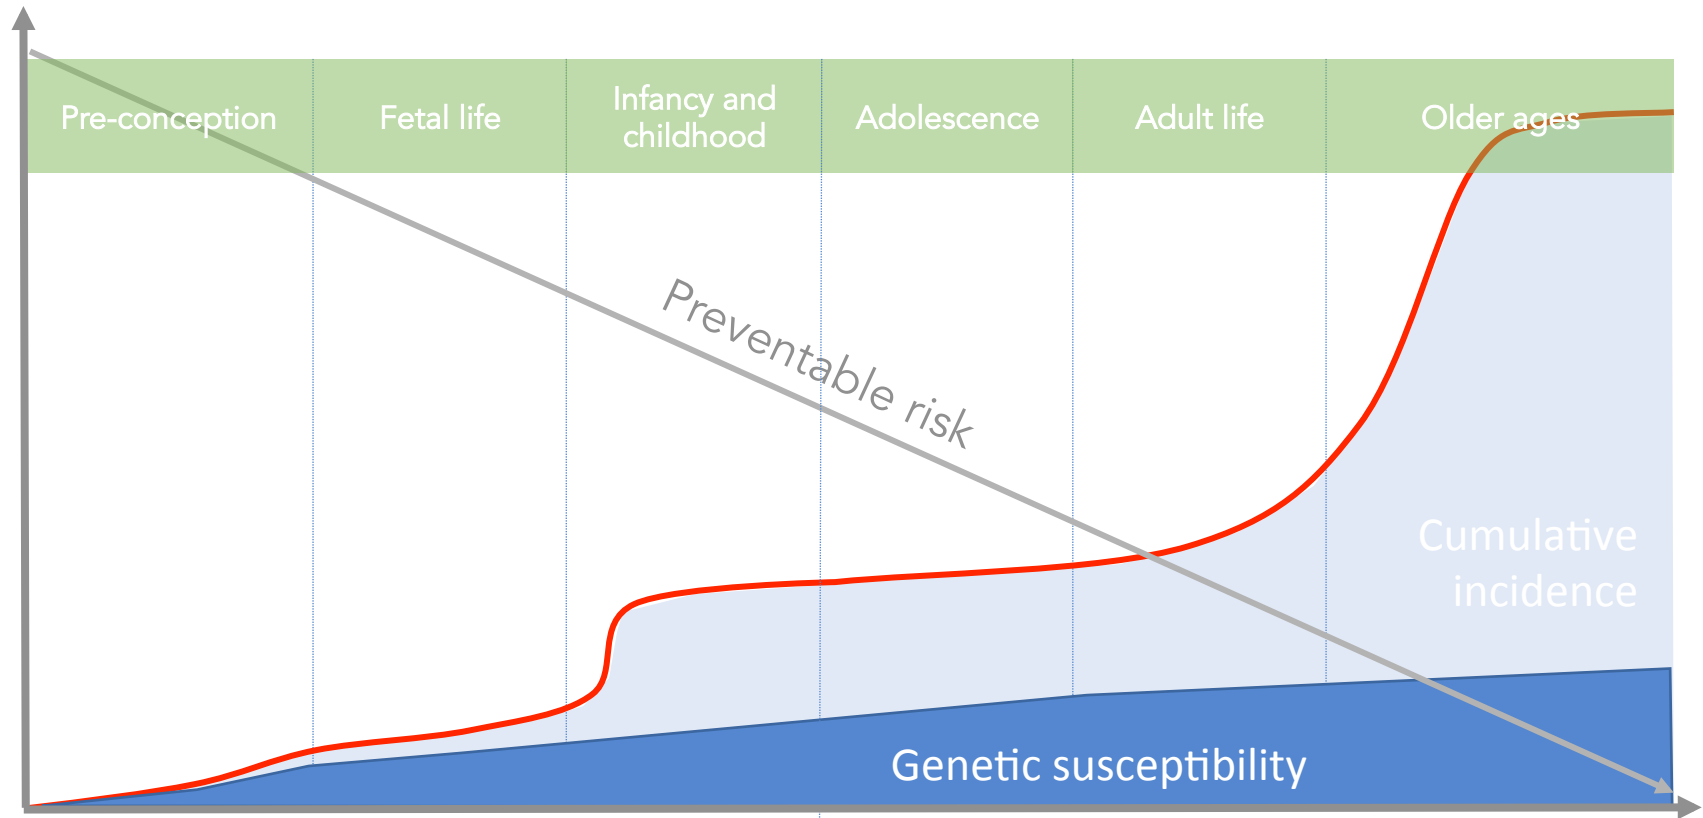 Pre-conception
Fetal life
Infancy and
childhood
Adolescence
Adult life
Older ages
Preventable risk
Cumulative
incidence
Genetic susceptibility